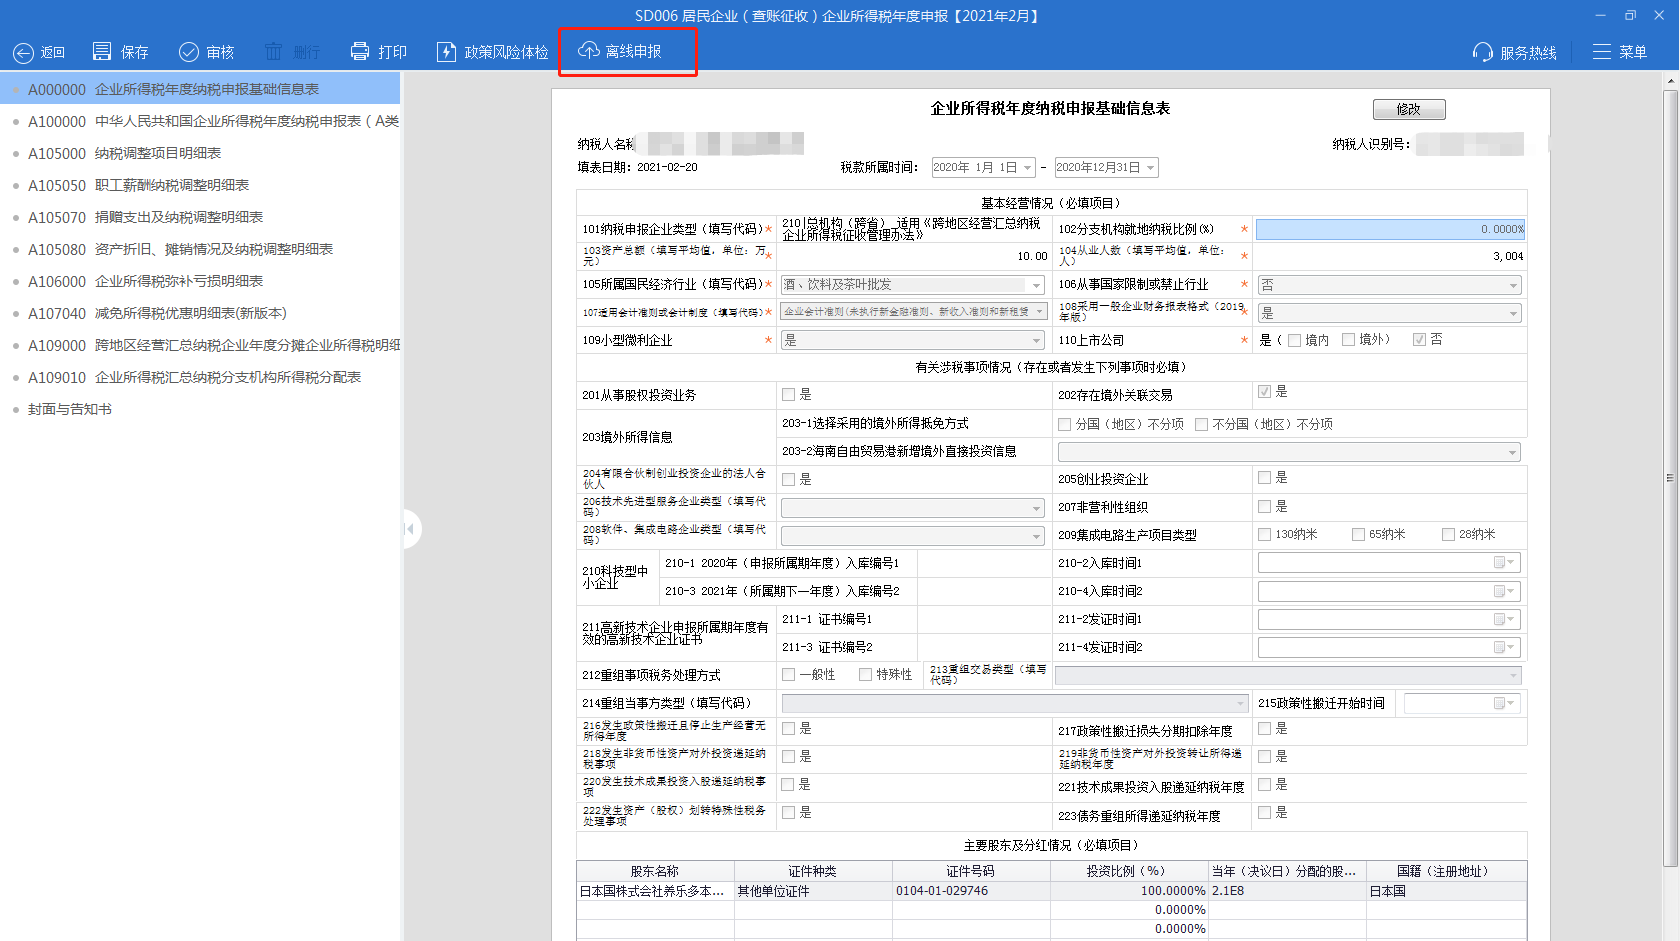 SD006 居民企业（查账征收）企业所得税年度申报【2021年2月】
返回 保存 审核 删行 打印 政策风险体检 离线申报 服务热线 菜单
A000000 企业所得税年度纳税申报基础信息表
A100000 中华人民共和国企业所得税年度纳税申报表（A类
A105000 纳税调整项目明细表
A105050 职工薪酬纳税调整明细表
A105070 捐赠支出及纳税调整明细表
A105080 资产折旧、摊销情况及纳税调整明细表
A106000 企业所得税弥补亏损明细表
A107040 减免所得税优惠明细表(新版本)
A109000 跨地区经营汇总纳税企业年度分摊企业所得税明细
A109010 企业所得税汇总纳税分支机构所得税分配表
封面与告知书
企业所得税年度纳税申报基础信息表
修改
纳税人名称 纳税人识别号：
填表日期：2021-02-20 税款所属时间： 2020年 1月 1日 - 2020年12月31日
基本经营情况（必填项目）
101纳税申报企业类型（填写代码）* 210|总机构（跨省）_适用《跨地区经营汇总纳税
企业所得税征收管理办法》
102分支机构就地纳税比例(%) * 0.0000%
103资产总额（填写平均值，单位：万
元）* 10.00
104从业人数（填写平均值，单位：
人） * 3,004
105所属国民经济行业（填写代码）* 酒、饮料及茶叶批发 106从事国家限制或禁止行业 * 否
107适用会计准则或会计制度（填写代码）* 企业会计准则(未执行新金融准则、新收入准则和新租赁
108采用一般企业财务报表格式（2019
年版） * 是
109小型微利企业 * 是 110上市公司 * 是（ 境内 境外） 否
有关涉税事项情况（存在或者发生下列事项时必填）
201从事股权投资业务 是 202存在境外关联交易 是
203境外所得信息
203-1选择采用的境外所得抵免方式 分国（地区）不分项 不分国（地区）不分项
203-2海南自由贸易港新增境外直接投资信息
204有限合伙制创业投资企业的法人合
伙人 是 205创业投资企业 是
206技术先进型服务企业类型（填写代
码） 207非营利性组织 是
208软件、集成电路企业类型（填写代
码） 209集成电路生产项目类型 130纳米 65纳米 28纳米
210科技型中
小企业
210-1 2020年（申报所属期年度）入库编号1 210-2入库时间1
210-3 2021年（所属期下一年度）入库编号2 210-4入库时间2
211高新技术企业申报所属期年度有
效的高新技术企业证书
211-1 证书编号1 211-2发证时间1
211-3 证书编号2 211-4发证时间2
212重组事项税务处理方式 一般性 特殊性 213重组交易类型（填写
代码）
214重组当事方类型（填写代码） 215政策性搬迁开始时间
216发生政策性搬迁且停止生产经营无
所得年度 是 217政策性搬迁损失分期扣除年度 是
218发生非货币性资产对外投资递延纳
税事项 是 219非货币性资产对外投资转让所得递
延纳税年度 是
220发生技术成果投资入股递延纳税事
项 是 221技术成果投资入股递延纳税年度 是
222发生资产（股权）划转特殊性税务
处理事项 是 223债务重组所得递延纳税年度 是
主要股东及分红情况（必填项目）
股东名称 证件种类 证件号码 投资比例（%） 当年（决议日）分配的股... 国籍（注册地址）
日本国株式会社养乐多本... 其他单位证件 0104-01-029746 100.0000% 2.1E8 日本国
0.0000%
0.0000%